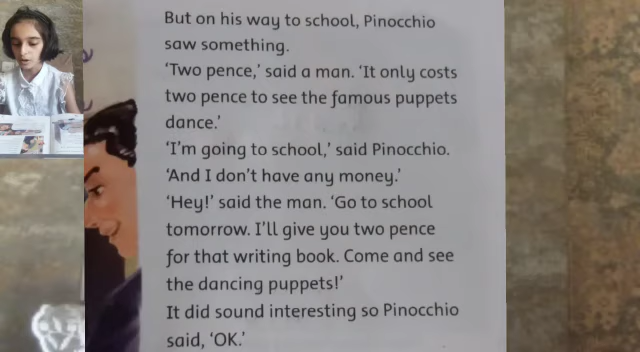 But on his way to school, Pinocchio
saw something.
‘Two pence,’ said a man. ‘It only costs
two pence to see the famous puppets
dance.’
‘I’m going to school,’ said Pinocchio.
‘And I don’t have any money.’
‘Hey!’ said the man. ‘Go to school
tomorrow. I’ll give you two pence
for that writing book. Come and see
the dancing puppets!’
It did sound interesting so Pinocchio
said, ‘OK.’